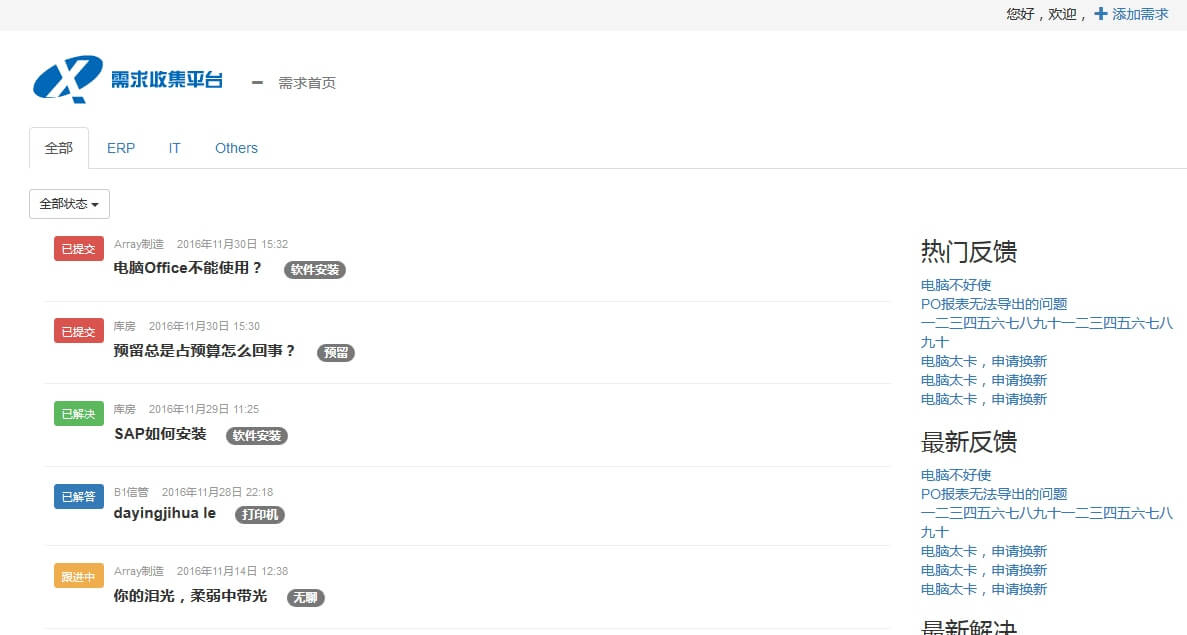 您好，欢迎， 添加需求
需求收集平台 - 需求首页
全部 ERP IT Others
全部状态
已提交 Array制造 2016年11月30日 15:32
电脑Office不能使用？ 软件安装
已提交 库房 2016年11月30日 15:30
预留总是占预算怎么回事？ 预留
已解决 库房 2016年11月29日 11:25
SAP如何安装 软件安装
已解答 B1信管 2016年11月28日 22:18
dayingjihua le 打印机
跟进中 Array制造 2016年11月14日 12:38
你的泪光，柔弱中带光 无聊
热门反馈
电脑不好使
PO报表无法导出的问题
一二三四五六七八九十一二三四五六七八
九十
电脑太卡，申请换新
电脑太卡，申请换新
电脑太卡，申请换新
最新反馈
电脑不好使
PO报表无法导出的问题
一二三四五六七八九十一二三四五六七八
九十
电脑太卡，申请换新
电脑太卡，申请换新
电脑太卡，申请换新
最新解决